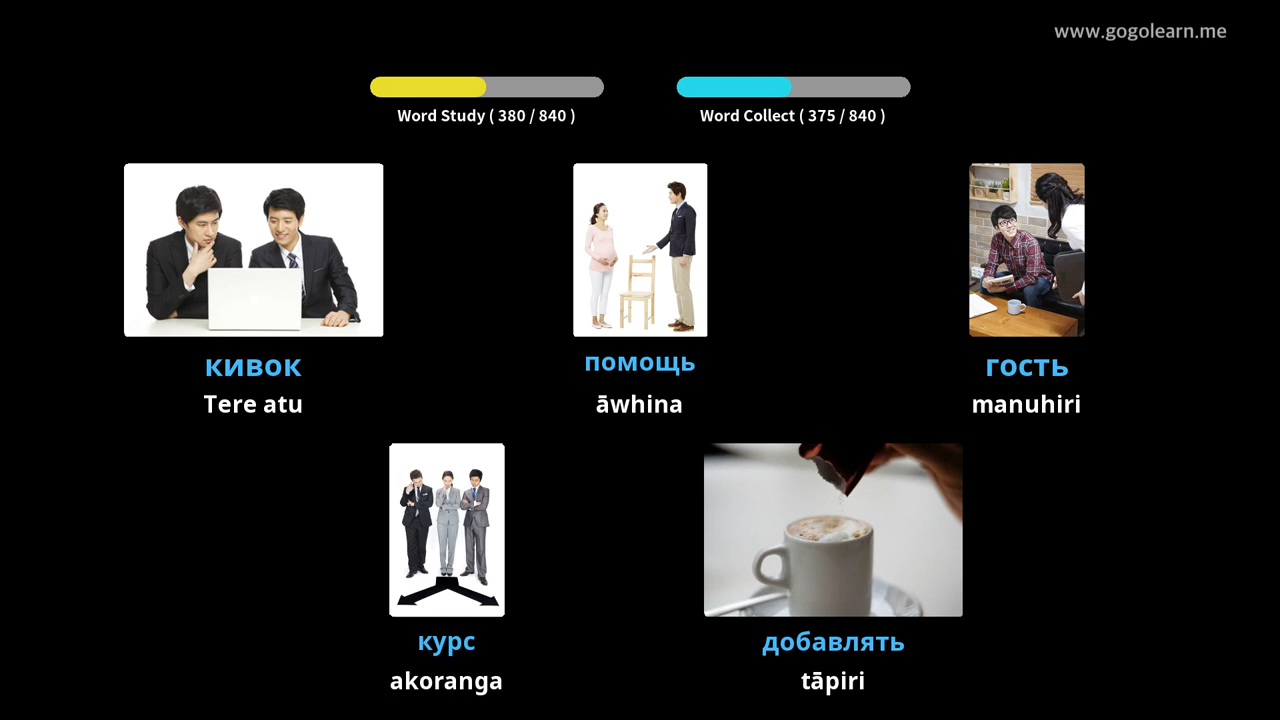 www.gogolearn.me
Word Study ( 380 / 840 )
Word Collect ( 375 / 840 )
кивок
Tere atu
помощь
āwhina
гость
manuhiri
курс
akoranga
добавлять
tāpiri